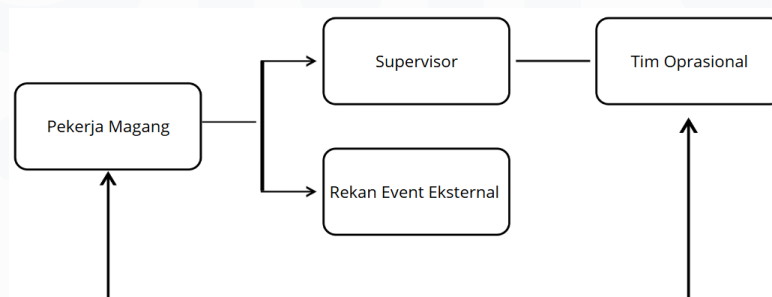 Supervisor
Tim Oprasional
Pekerja Magang
Rekan Event Eksternal